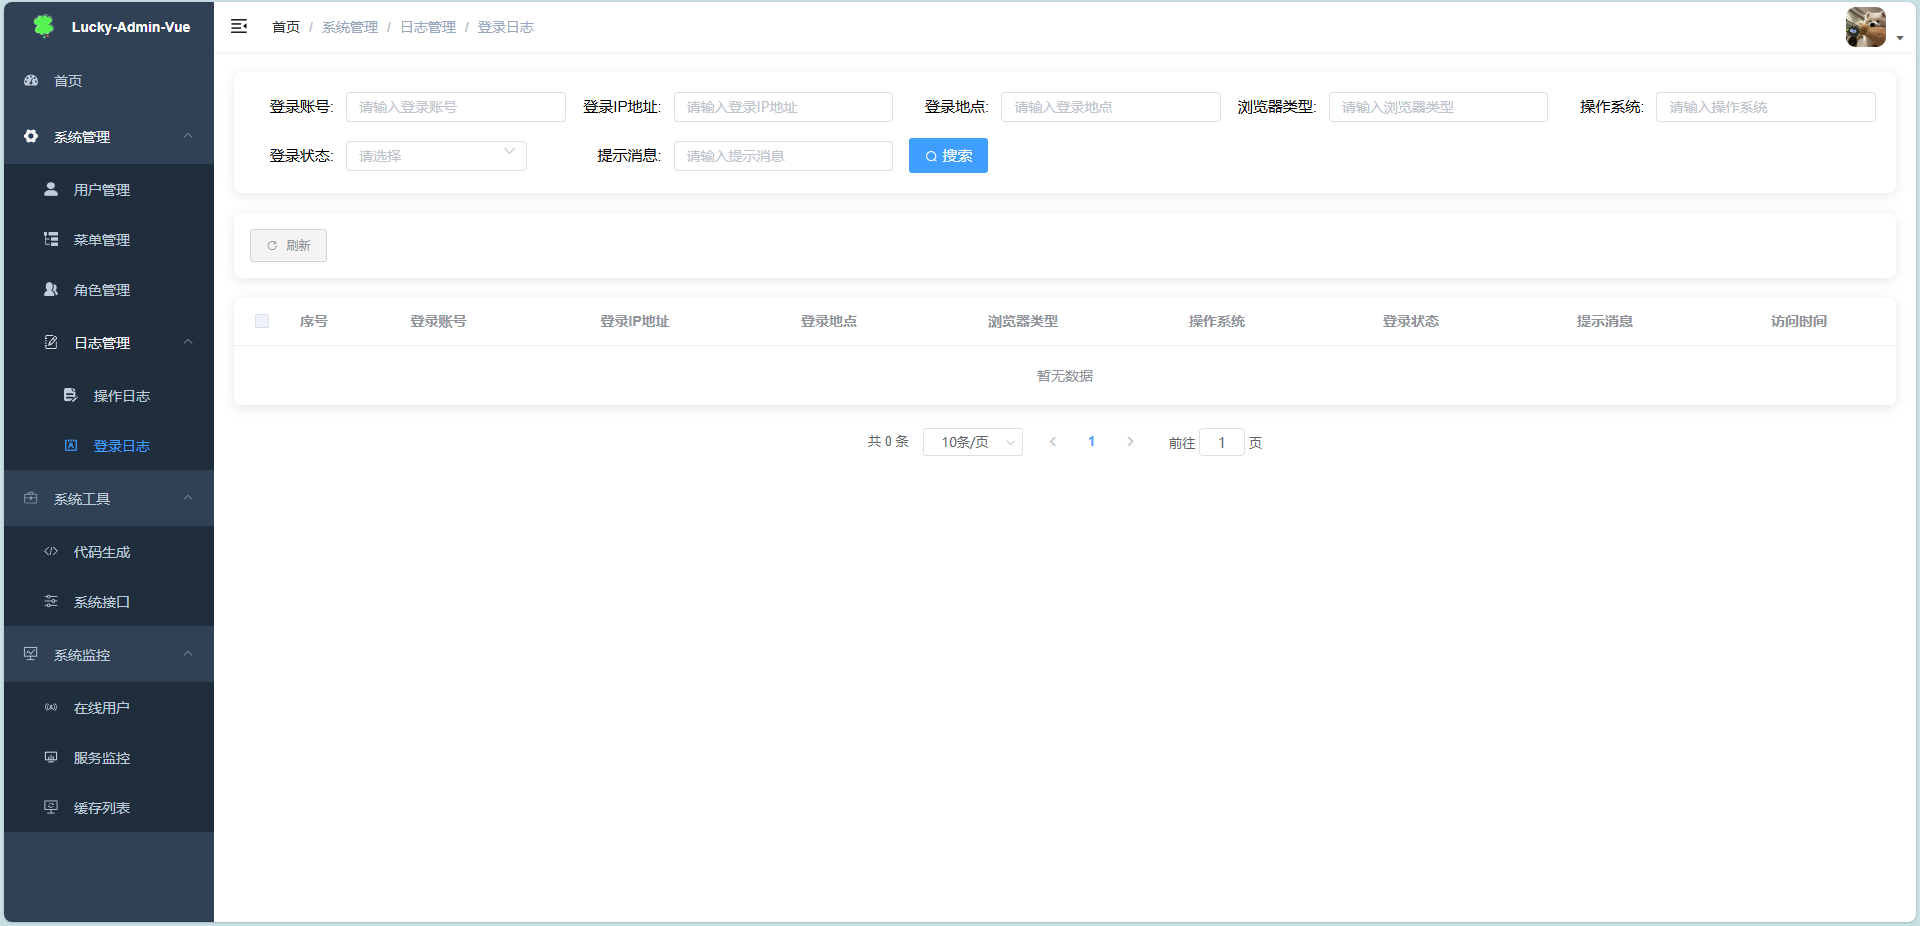 Lucky-Admin-Vue
首页
系统管理
用户管理
菜单管理
角色管理
日志管理
操作日志
登录日志
系统工具
代码生成
系统接口
系统监控
在线用户
服务监控
缓存列表
首页 / 系统管理 / 日志管理 / 登录日志
登录账号: 请输入登录账号 登录IP地址: 请输入登录IP地址 登录地点: 请输入登录地点 浏览器类型: 请输入浏览器类型 操作系统: 请输入操作系统
登录状态: 请选择 提示消息: 请输入提示消息 搜索
刷新
序号 登录账号 登录IP地址 登录地点 浏览器类型 操作系统 登录状态 提示消息 访问时间
暂无数据
共 0 条 10条/页 1 前往 1 页